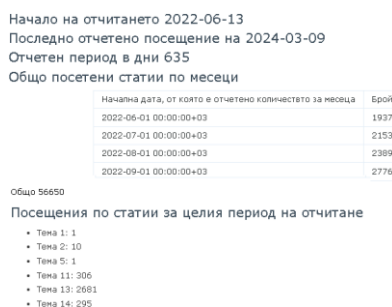 Начало на отчитането 2022-06-13
Последно отчетено посещение на 2024-03-09
Отчетен период в дни 635
Общо посетени статии по месеци
Начална дата, от която е отчетено количеството за месеца Брой
2022-06-01 00:00:00+03 1937
2022-07-01 00:00:00+03 2153
2022-08-01 00:00:00+03 2389
2022-09-01 00:00:00+03 2776
Общо 56650
Посещения по статии за целия период на отчитане
• Тема 1: 1
• Тема 2: 10
• Тема 5: 1
• Тема 11: 306
• Тема 13: 2681
• Тема 14: 295